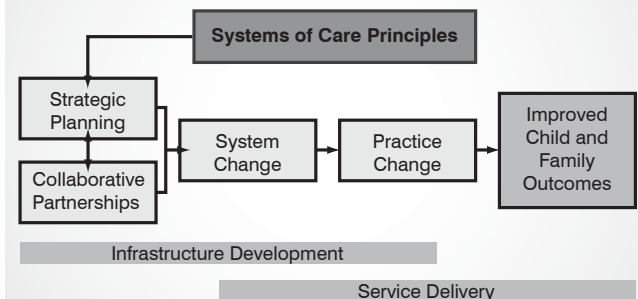 Systems of Care Principles
Strategic
Planning
Collaborative
Partnerships
System
Change
Practice
Change
Improved
Child and
Family
Outcomes
Infrastructure Development
Service Delivery